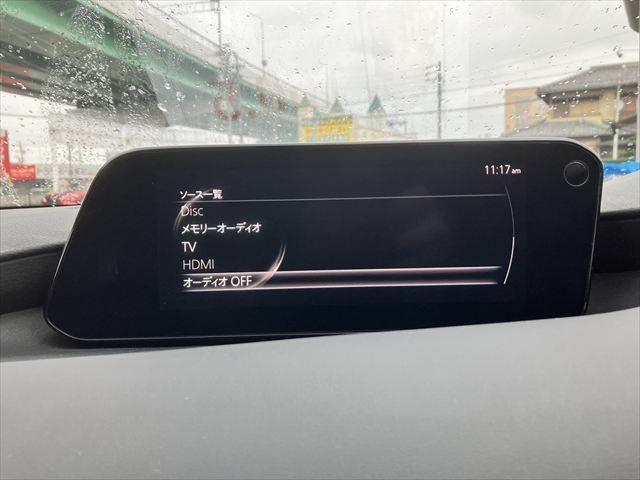 11:17am
ソース一覧
Disc
メモリーオーディオ
TV
HDMI
オーディオ OFF